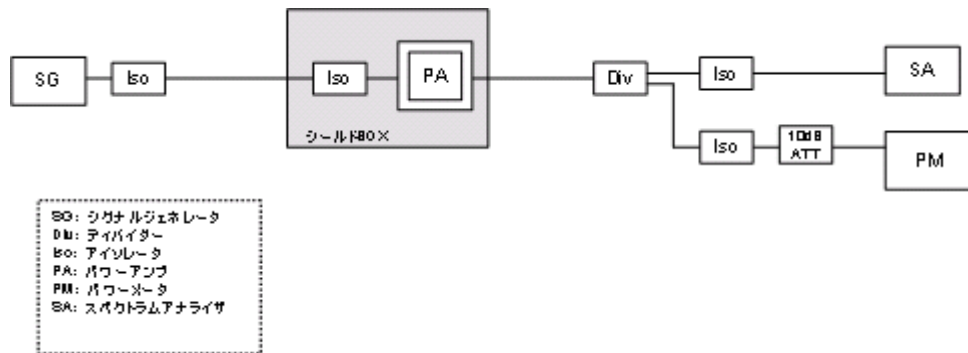 SG
Iso
Iso
PA
シールドBOX
Div
Iso
SA
Iso
10dB
ATT
PM
SG: シグナルジェネレータ
Div: ディバイダー
Iso: アイソレータ
PA: パワーアンプ
PM: パワーメータ
SA: スペクトラムアナライザ